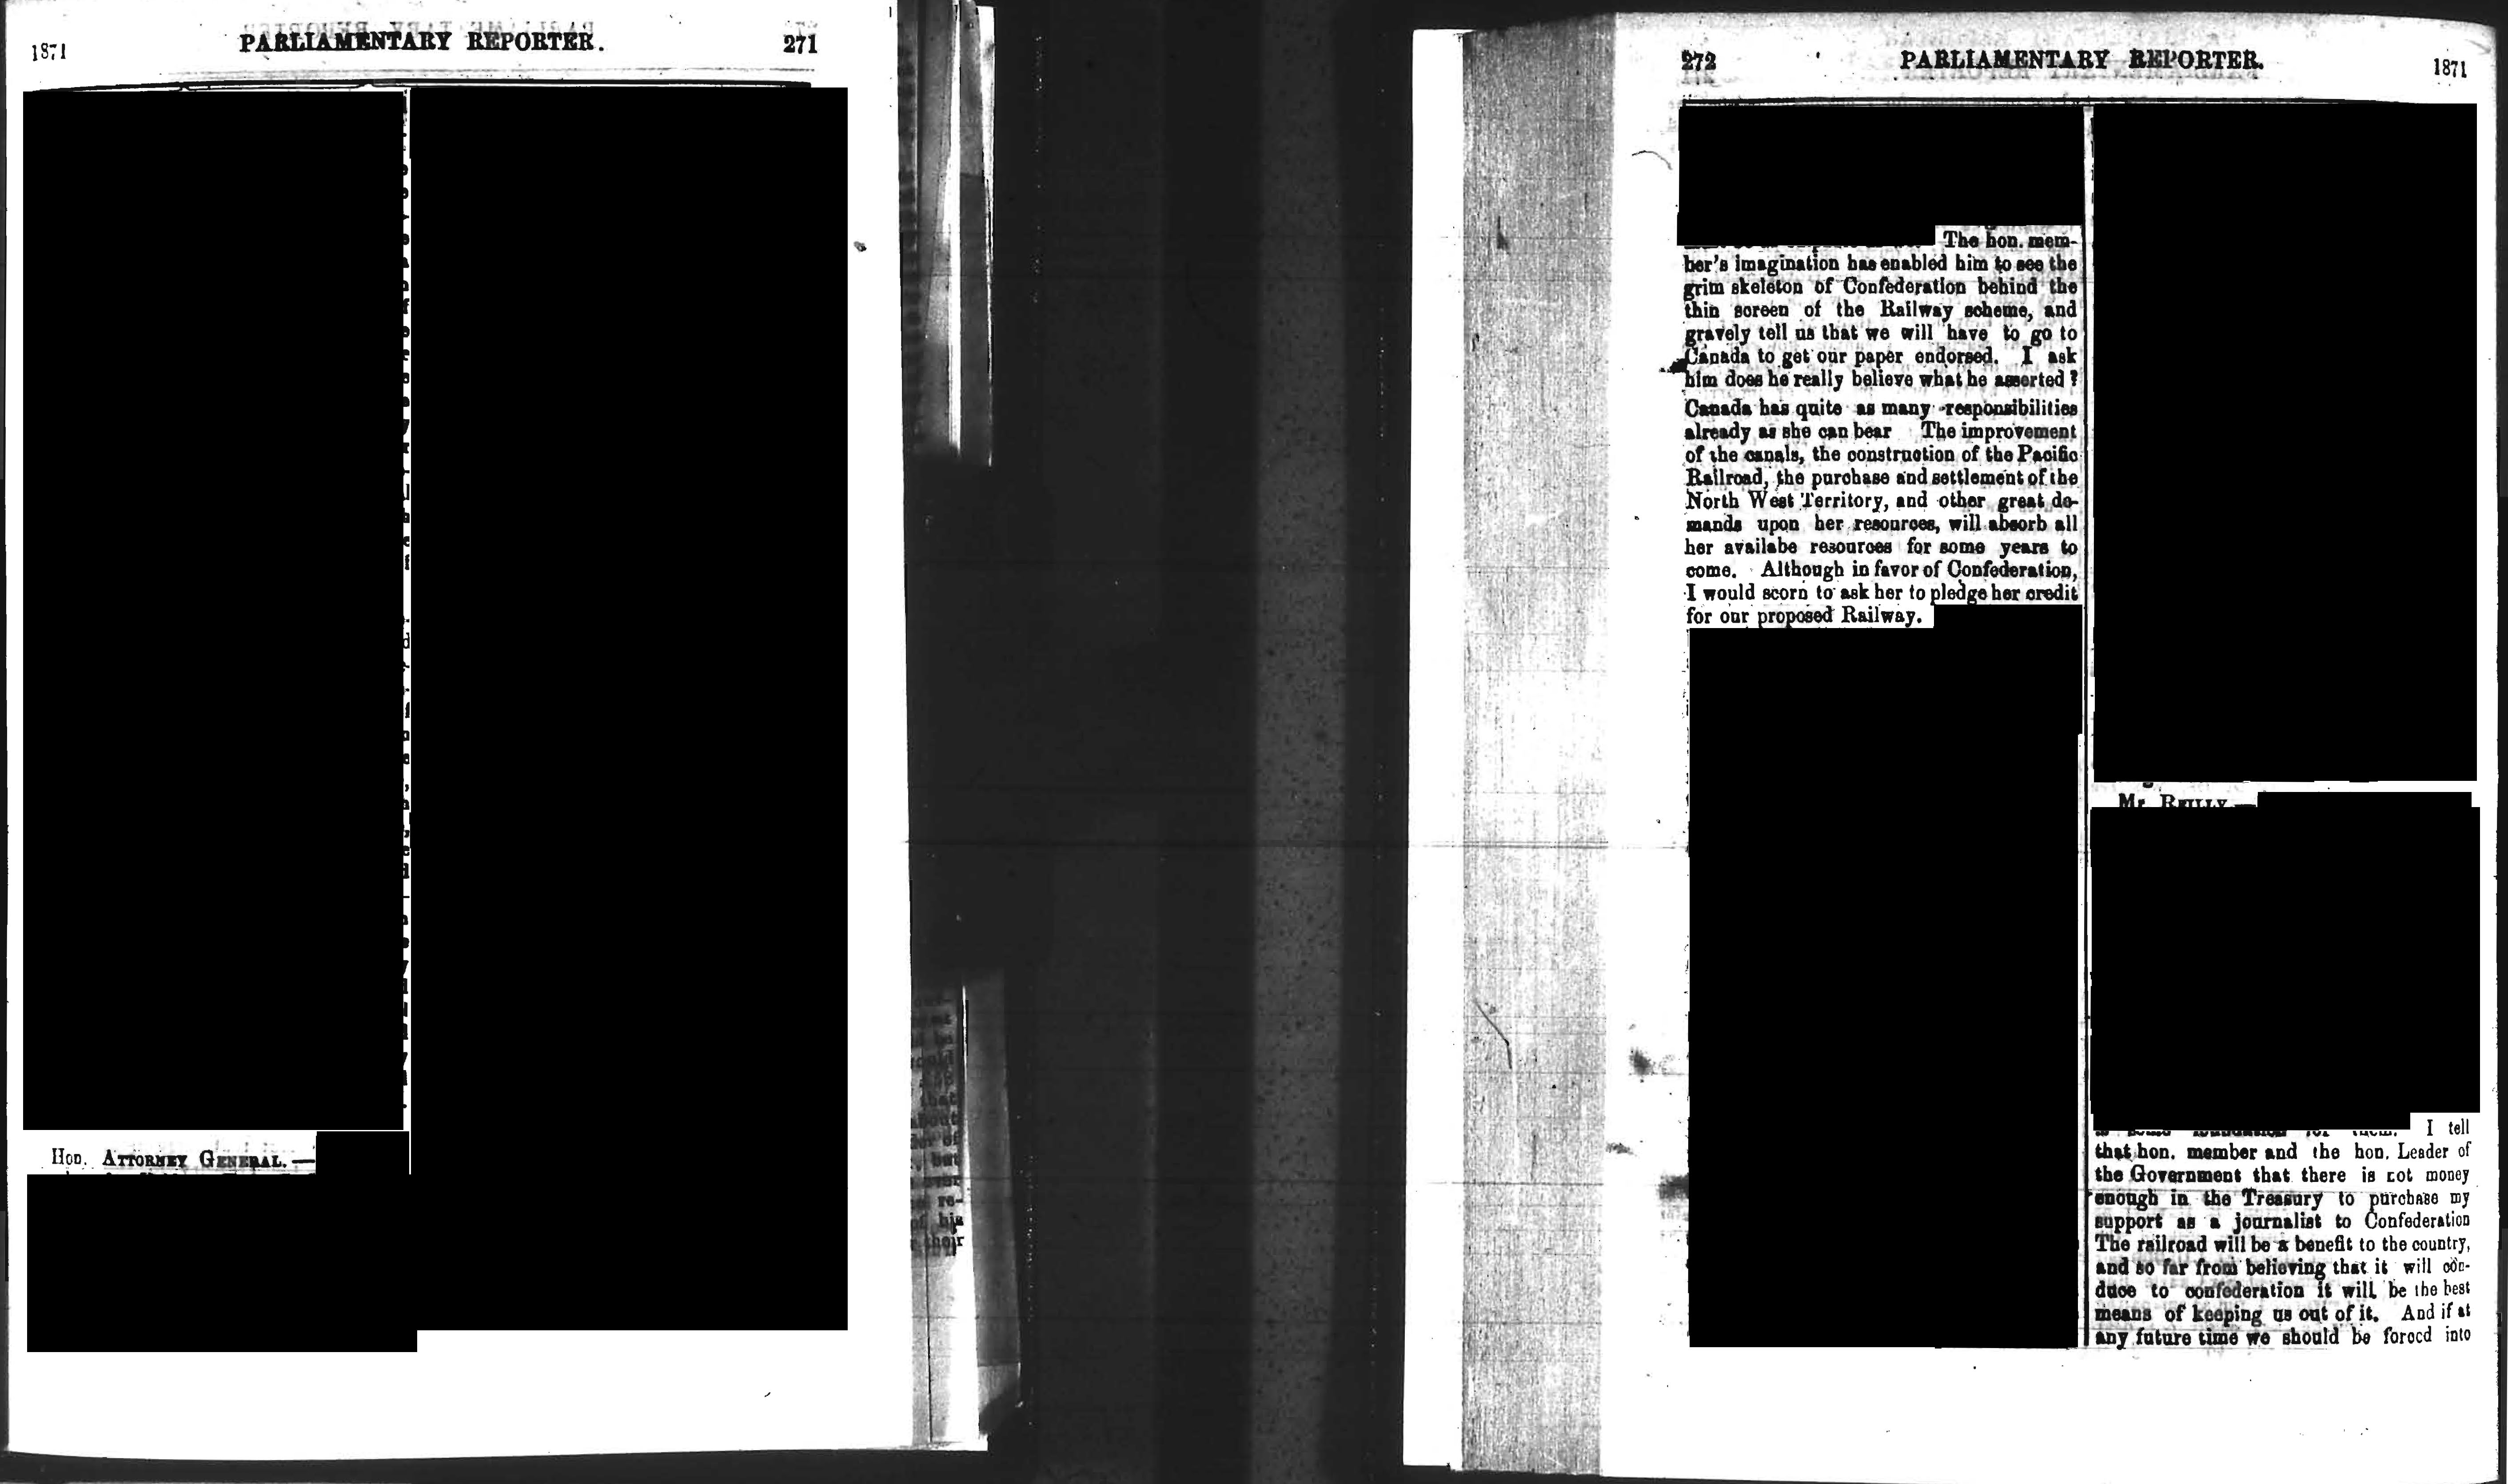 1871 PARLIAMENTARY REPORTER. 271
Hon. ATTORNEY GENERAL.—
272 PARLIAMENTARY REPORTER. 1871
The hon. mem-
ber's imagination has enabled him to see the
grim skeleton of Confederation behind the
thin screen of the Railway scheme, and
gravely tell us that we will have to go to
Canada to get our paper endorsed. I ask
him does he really believe what he asserted?
Canada has quite as many responsibilities
already as she can bear The improvement
of the canals, the construction of the Pacific
Railroad, the purchase and settlement of the
North West Territory, and other great de-
mands upon her resources, will absorb all
her availabe resources for some years to
come. Although in favor of Confederation,
I would scorn to ask her to pledge her credit
for our proposed Railway.
Mr. REILLY—
I tell
that hon. member and the hon. Leader of
the Government that there is not money
enough in the Treasury to purchase my
support as a journalist to Confederation
The railroad will be a benefit to the country,
and so far from believing that it will con-
duce to confederation it will be the best
means of keeping us out of it. And if at
any future time we should be forced into